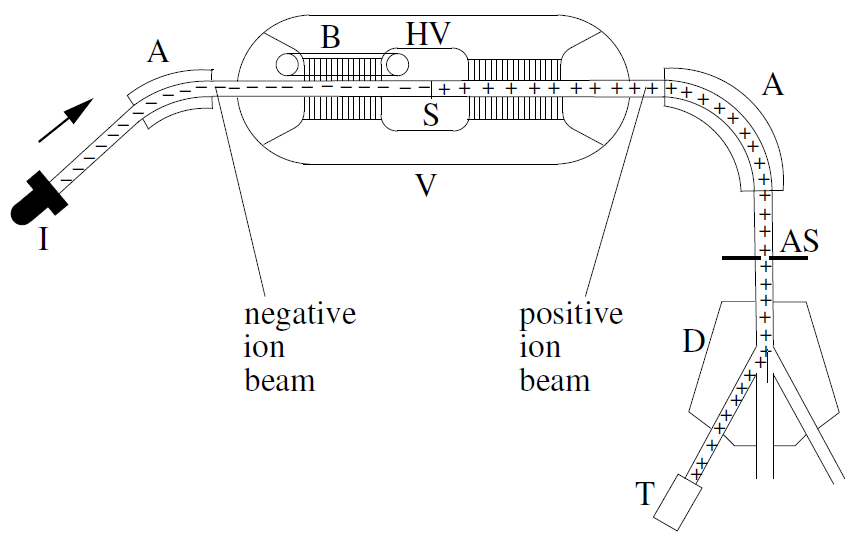 A
B
HV
A
S
V
I
AS
negative
ion
beam
positive
ion
beam
D
T